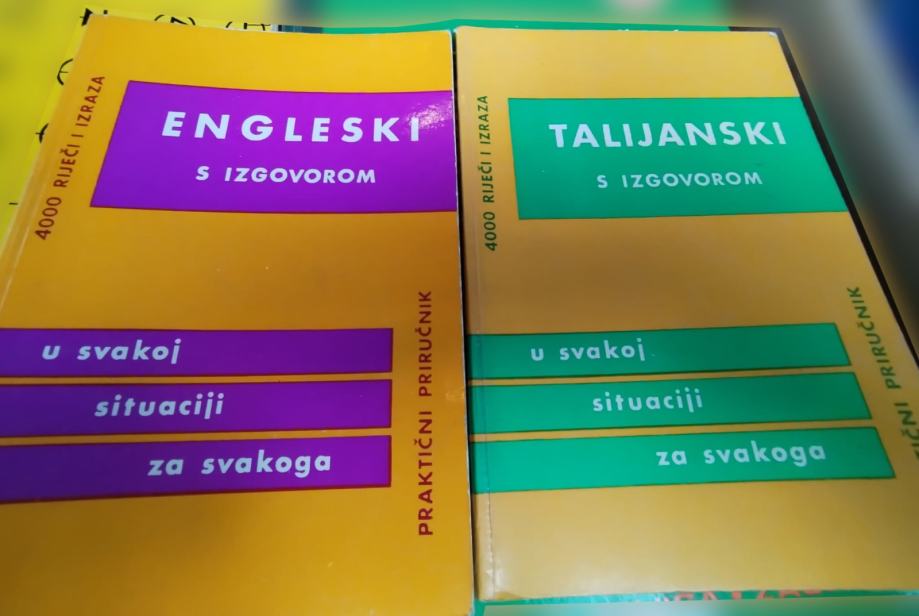 4000 RIJEČI I IZRAZA
ENGLESKI
S IZGOVOROM
u svakoj
situaciji
za svakoga
PRAKTIČNI PRIRUČNIK
4000 RIJEČI I IZRAZA
TALIJANSKI
S IZGOVOROM
u svakoj
situaciji
za svakoga
PRIRUČNIK